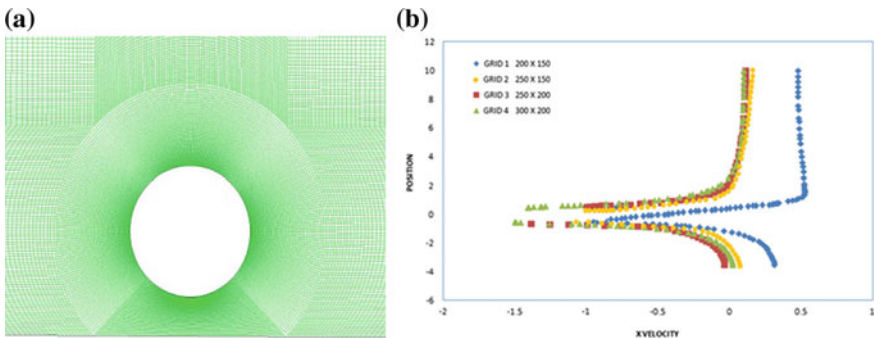 (a)
(b)
12
10
8
6
4
2
0
-2
-4
-6
POSITION
GRID 1 200 X 150
GRID 2 250 X 150
GRID 3 250 X 200
GRID 4 300 X 200
-2 -1.5 -1 -0.5 0 0.5 1
X VELOCITY